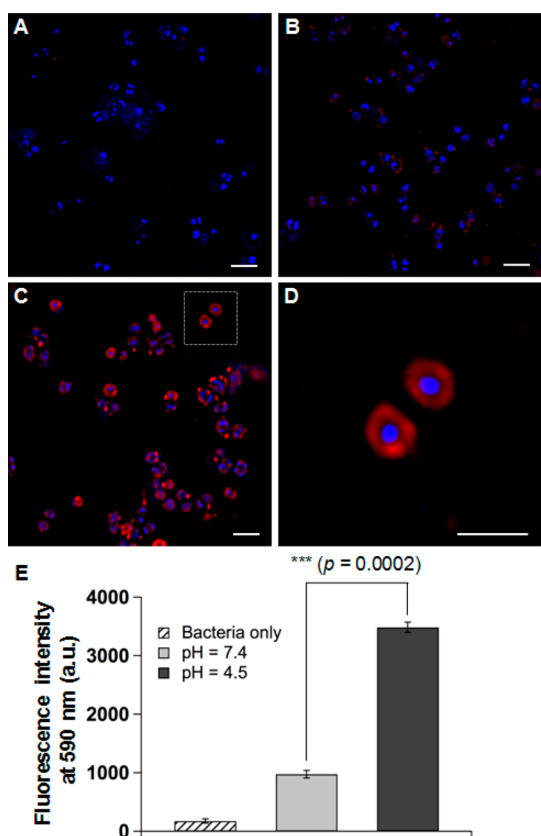 A
B
C
D
E
*** (p = 0.0002)
Fluorescence intensity
at 590 nm (a.u.)
4000
3000
1000
0
Bacteria only
pH = 7.4
pH = 4.5